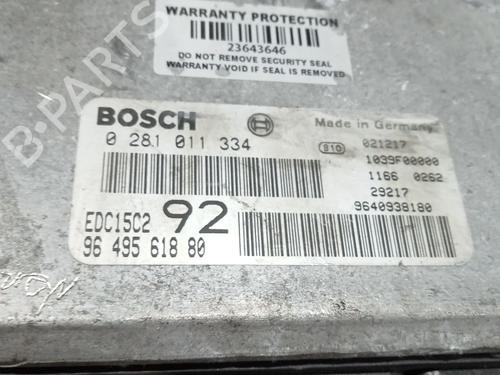 WARRANTY PROTECTION
23643646
DO NOT REMOVE SECURITY SEAL
WARRANTY VOID IF SEAL IS REMOVED
BOSCH
Made in Germany
0 281 011 334
810
021217
1039F00000
1166 0262
29217
9640938180
EDC15C2
92
96 495 618 80
B-PARTS